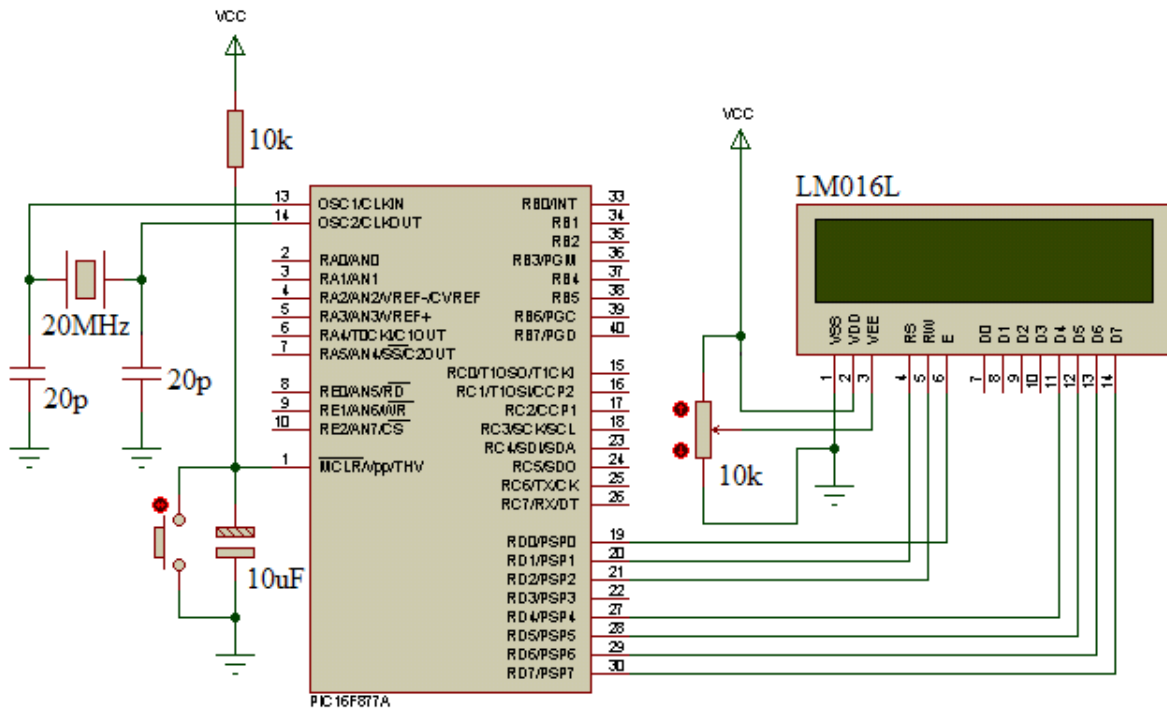 VCC
10k
20MHz
20p
20p
10uF
13 OSC1/CLKIN
14 OSC2/CLKOUT
2 RA0/AN0
3 RA1/AN1
4 RA2/AN2/VREF-/CVREF
5 RA3/AN3/VREF+
6 RA4/T0CKI/C1OUT
7 RA5/AN4/SS/C2OUT
8 RE0/AN5/RD
9 RE1/AN6/WR
10 RE2/AN7/CS
1 MCLR/Vpp/THV
RB0/INT 33
RB1 34
RB2 35
RB3/PGM 36
RB4 37
RB5 38
RB6/PGC 39
RB7/PGD 40
RC0/T1OSO/T1CKI 15
RC1/T1OSI/CCP2 16
RC2/CCP1 17
RC3/SCK/SCL 18
RC4/SDI/SDA 23
RC5/SDO 24
RC6/TX/CK 25
RC7/RX/DT 26
RD0/PSP0 19
RD1/PSP1 20
RD2/PSP2 21
RD3/PSP3 22
RD4/PSP4 27
RD5/PSP5 28
RD6/PSP6 29
RD7/PSP7 30
PIC16F877A
VCC
10k
LM016L
VSS VDD VEE RS RW E D0 D1 D2 D3 D4 D5 D6 D7
1 2 3 4 5 6 7 8 9 10 11 12 13 14